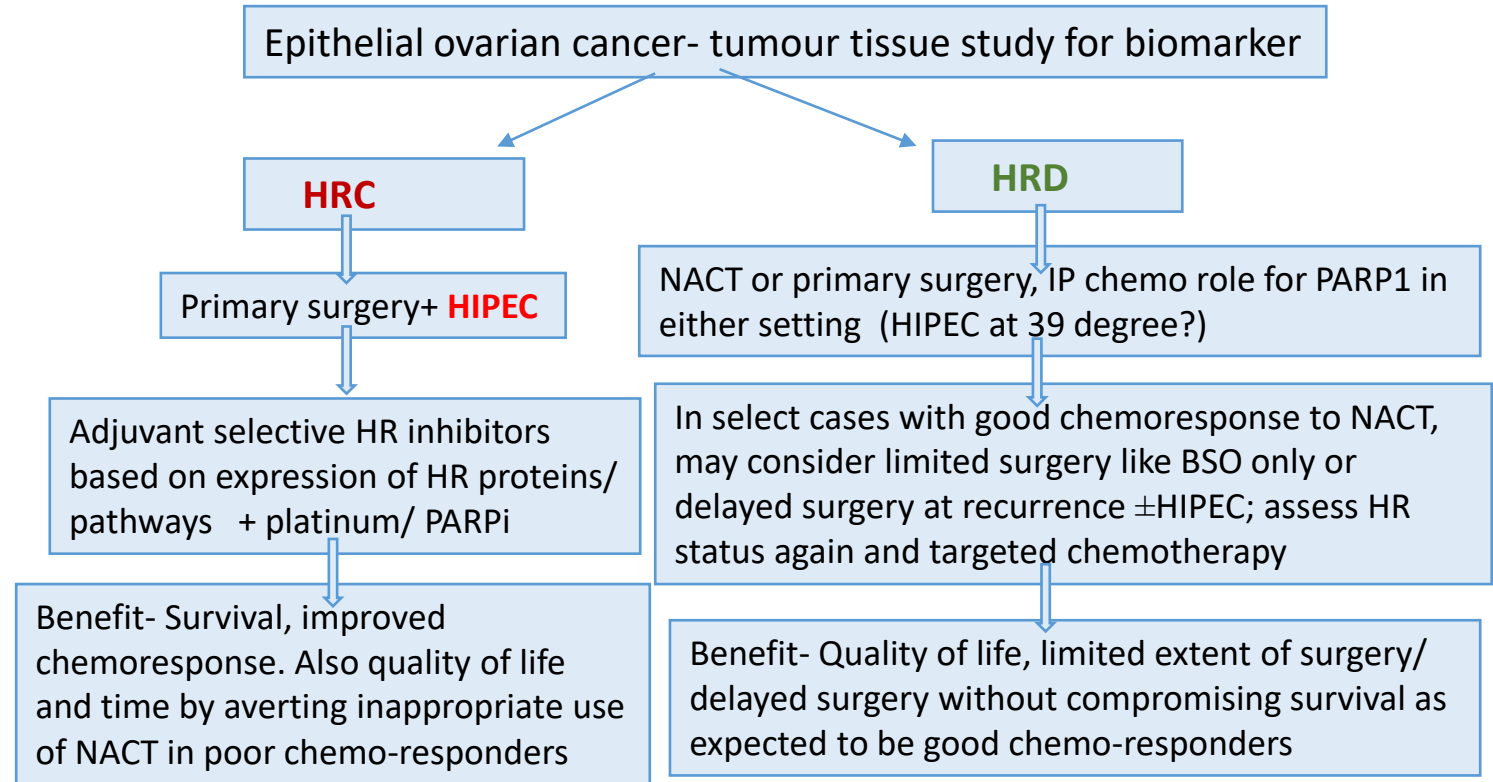 Epithelial ovarian cancer- tumour tissue study for biomarker
HRC
Primary surgery+ HIPEC
Adjuvant selective HR inhibitors
based on expression of HR proteins/
pathways + platinum/ PARPi
Benefit- Survival, improved
chemoresponse. Also quality of life
and time by averting inappropriate use
of NACT in poor chemo-responders
HRD
NACT or primary surgery, IP chemo role for PARP1 in
either setting (HIPEC at 39 degree?)
In select cases with good chemoresponse to NACT,
may consider limited surgery like BSO only or
delayed surgery at recurrence ±HIPEC; assess HR
status again and targeted chemotherapy
Benefit- Quality of life, limited extent of surgery/
delayed surgery without compromising survival as
expected to be good chemo-responders